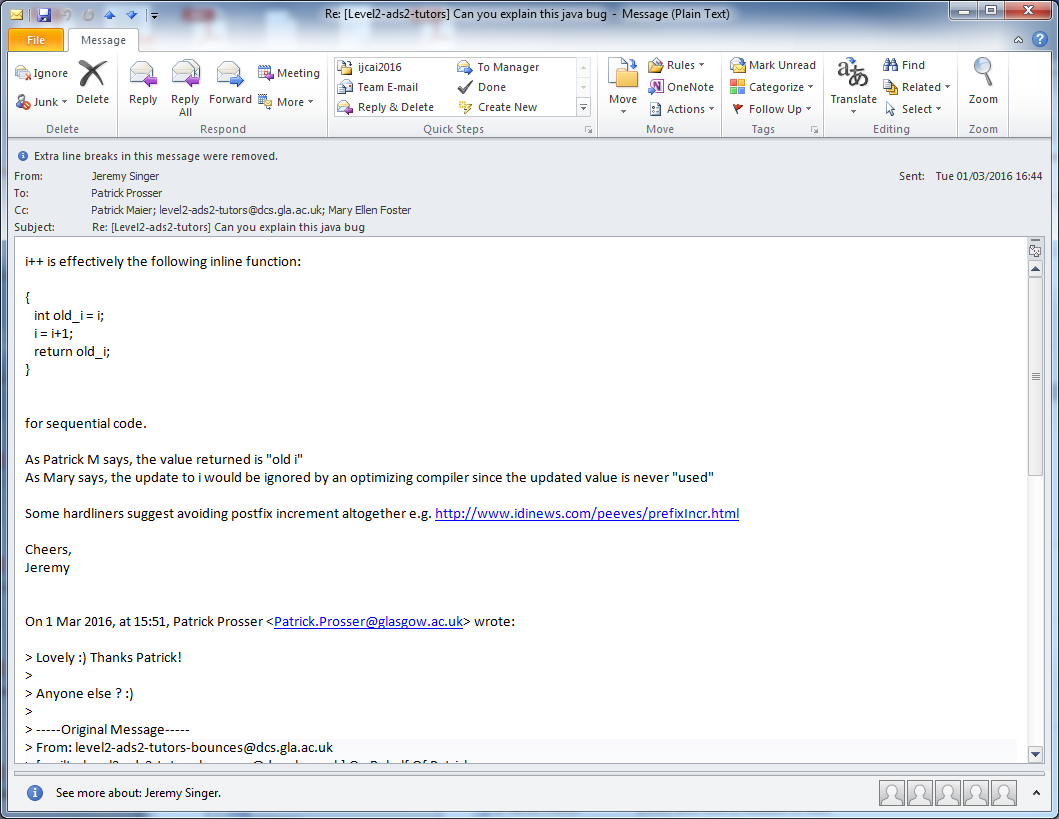 Re: [Level2-ads2-tutors] Can you explain this java bug - Message (Plain Text)
File
Message
Ignore
Junk
Delete
Reply
Reply All
Forward
Meeting
More
ijcai2016
Team E-mail
Reply & Delete
To Manager
Done
Create New
Move
Rules
OneNote
Actions
Mark Unread
Categorize
Follow Up
Translate
Find
Related
Select
Zoom
Delete
Respond
Quick Steps
Move
Tags
Editing
Zoom
Extra line breaks in this message were removed.
From: Jeremy Singer Sent: Tue 01/03/2016 16:44
To: Patrick Prosser
Cc: Patrick Maier; level2-ads2-tutors@dcs.gla.ac.uk; Mary Ellen Foster
Subject: Re: [Level2-ads2-tutors] Can you explain this java bug
i++ is effectively the following inline function:
{
int old_i = i;
i = i+1;
return old_i;
}
for sequential code.
As Patrick M says, the value returned is "old i"
As Mary says, the update to i would be ignored by an optimizing compiler since the updated value is never "used"
Some hardliners suggest avoiding postfix increment altogether e.g. http://www.idinews.com/peeves/prefixIncr.html
Cheers,
Jeremy
On 1 Mar 2016, at 15:51, Patrick Prosser <Patrick.Prosser@glasgow.ac.uk> wrote:
> Lovely :) Thanks Patrick!
>
> Anyone else ? :)
>
> -----Original Message-----
> From: level2-ads2-tutors-bounces@dcs.gla.ac.uk
See more about: Jeremy Singer.